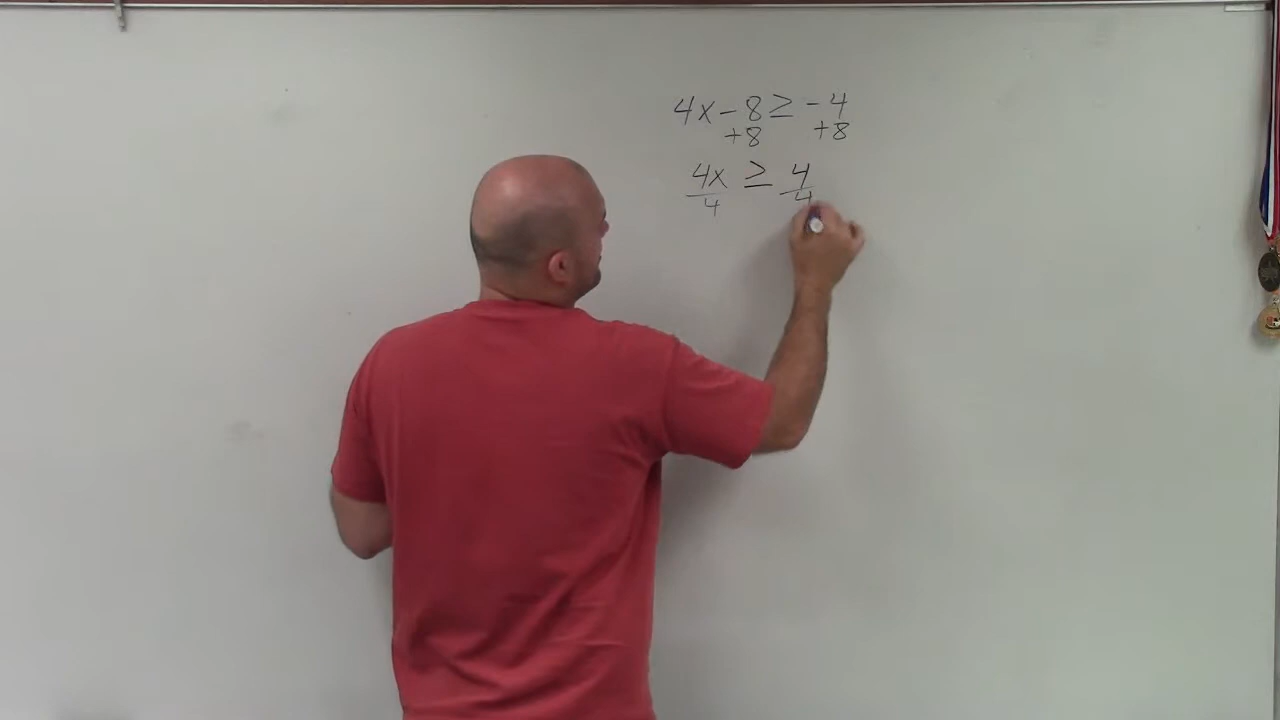 4x - 8 ≥ -4
+8 +8
4x ≥ 4
4 4